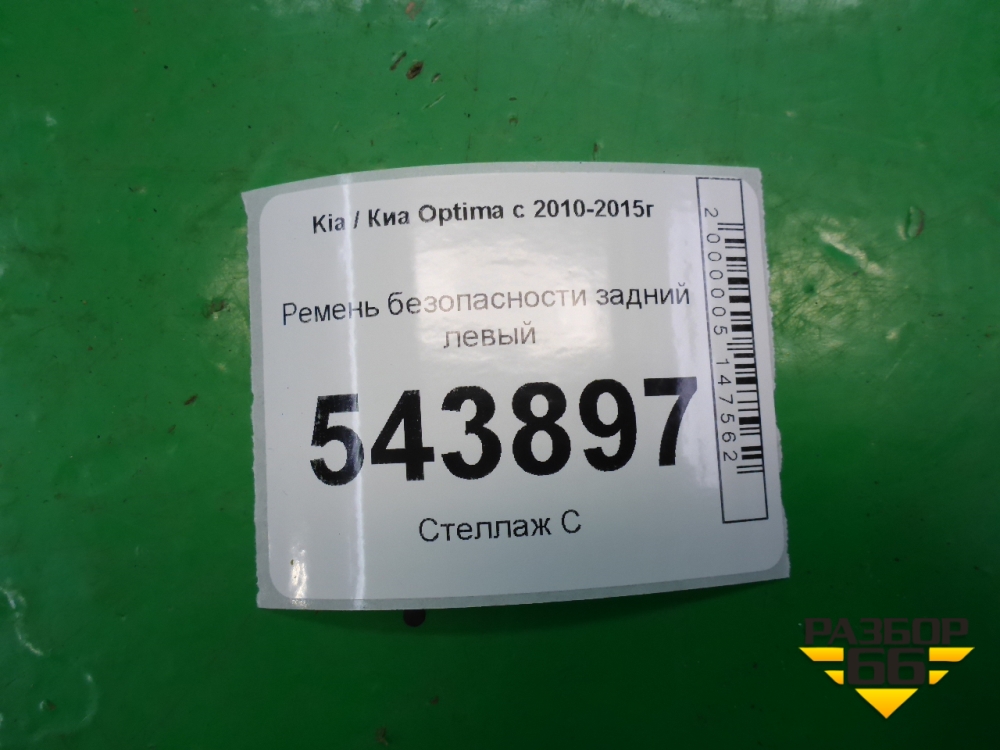 Kia / Киа Optima с 2010-2015г
Ремень безопасности задний
левый
543897
Стеллаж С
2000005147562
РАЗБОР
66